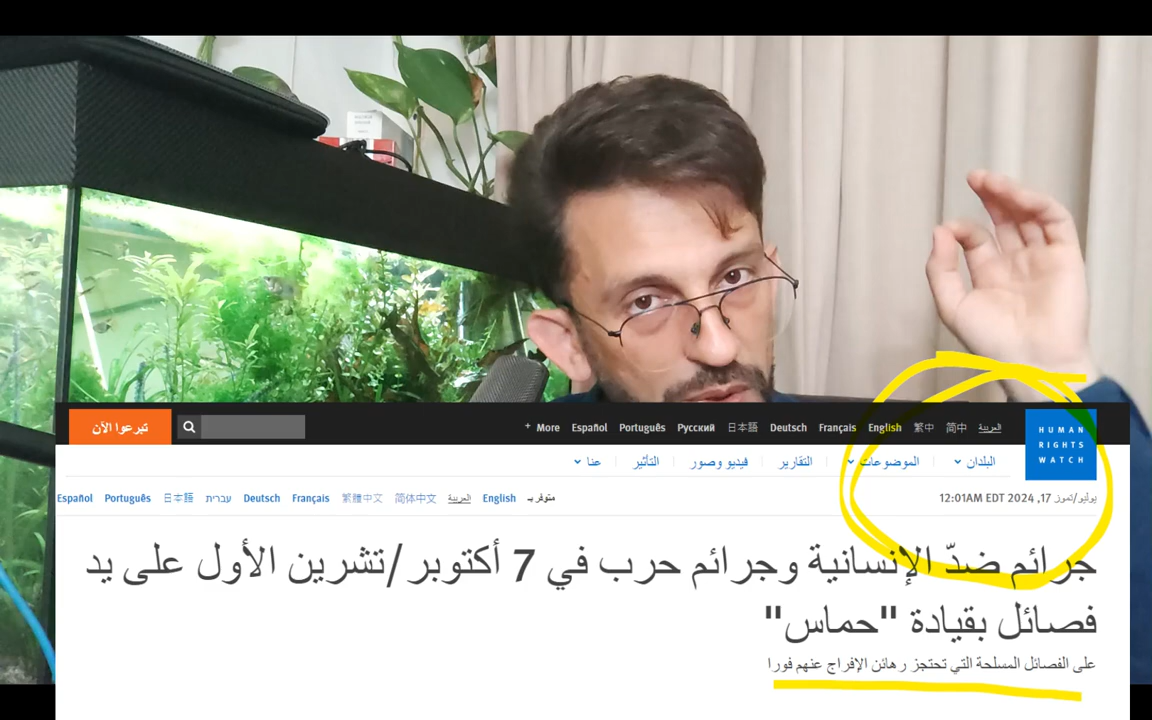 تبرعوا الآن
+ More Español Português Русский 日本語 Deutsch Français English 繁中 简中 العربية
HUMAN
RIGHTS
WATCH
البلدان الموضوعات التقارير فيديو وصور التأثير عنا
يوليو/تموز 17, 2024 12:01AM EDT
متوفر بـ English العربية 简体中文 繁體中文 Français Deutsch עברית 日本語 Português Español
جرائم ضدّ الإنسانية وجرائم حرب في 7 أكتوبر/تشرين الأول على يد
فصائل بقيادة "حماس"
على الفصائل المسلحة التي تحتجز رهائن الإفراج عنهم فورا